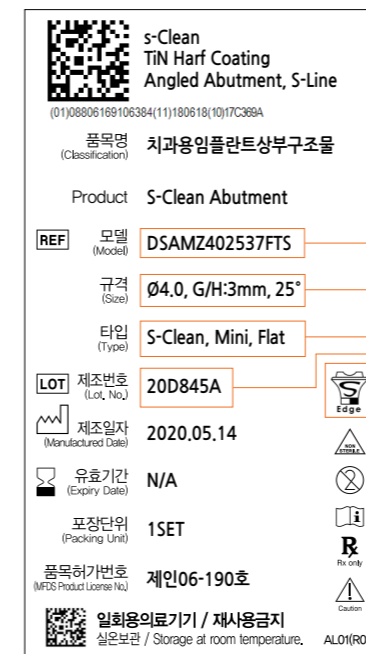 s-Clean
TiN Harf Coating
Angled Abutment, S-Line
(01)08806169106384(11)180618(10)17C369A
품목명 치과용임플란트상부구조물
(Classification)
Product S-Clean Abutment
REF 모델 DSAMZ402537FTS
(Model)
규격 Ø4.0, G/H:3mm, 25°
(Size)
타입 S-Clean, Mini, Flat
(Type)
LOT 제조번호 20D845A
(Lot. No.)
S
Edge
제조일자 2020.05.14
(Manufactured Date)
NON
STERILE
유효기간 N/A
(Expiry Date)
2
포장단위 1SET
(Packing Unit)
i
Rx
Rx only
품목허가번호 제인06-190호
(MFDS Product License No.)
Caution
일회용의료기기 / 재사용금지
실온보관 / Storage at room temperature.
AL01(R0